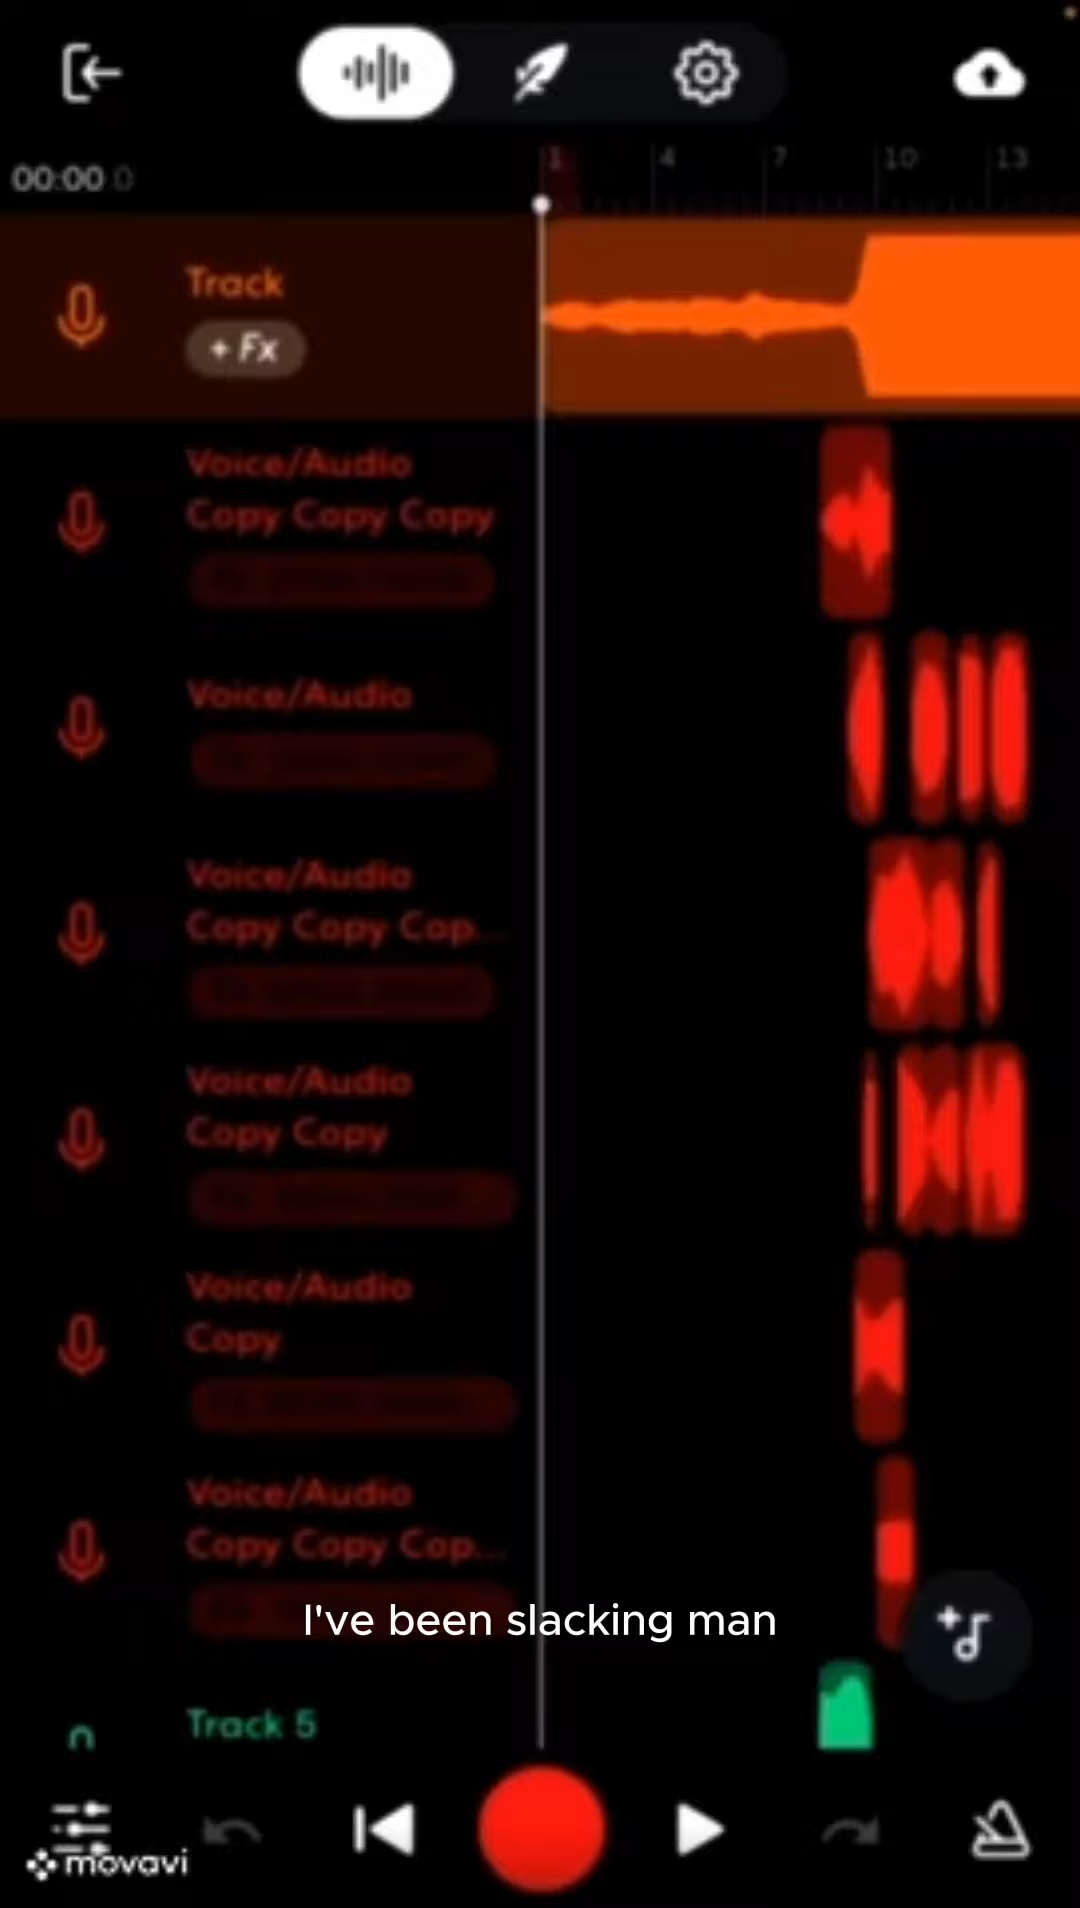 1 4 7 10 13
00:00.0
Track
+ Fx
Voice/Audio
Copy Copy Copy
Voice/Audio
Voice/Audio
Copy Copy Cop...
Voice/Audio
Copy Copy
Voice/Audio
Copy
Voice/Audio
Copy Copy Cop...
I've been slacking man
Track 5
movavi